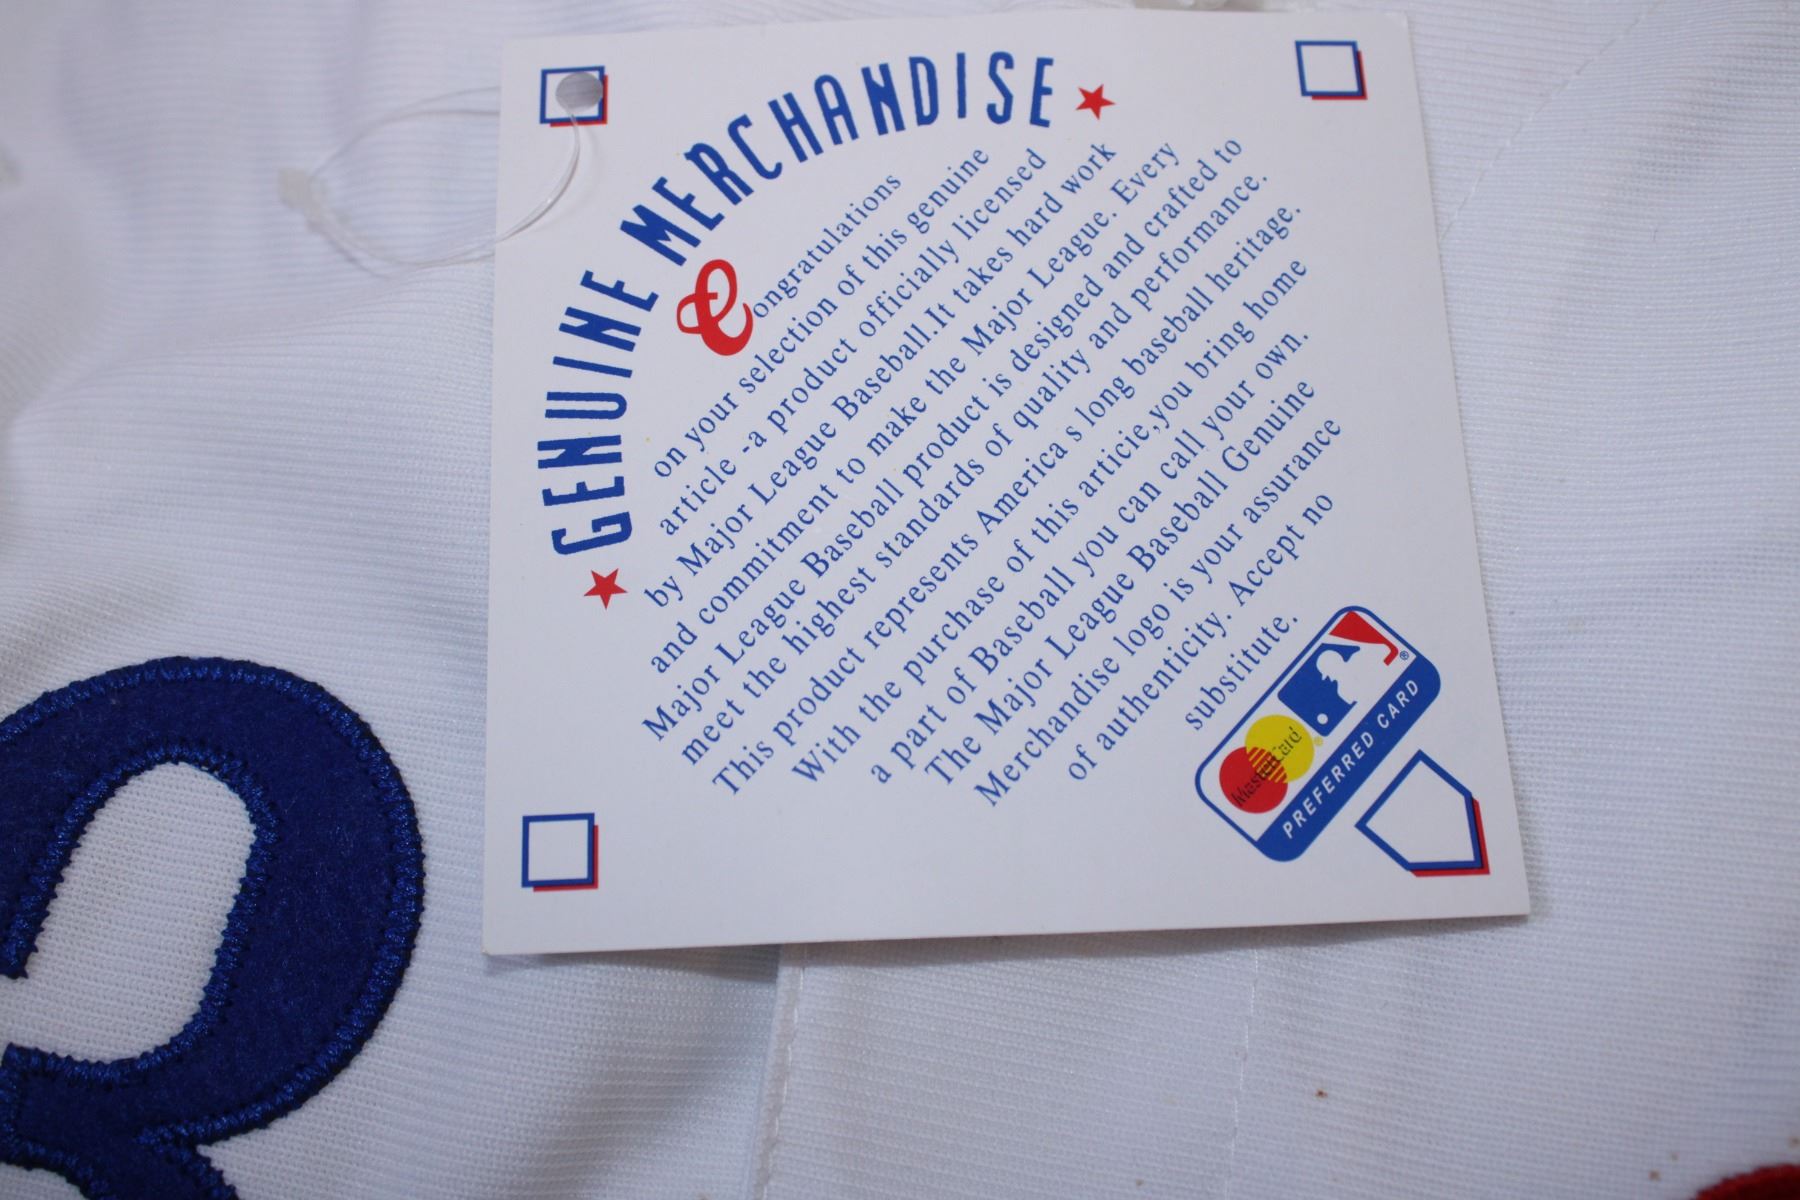 GENUINE MERCHANDISE
Congratulations
on your selection of this genuine
article -a product officially licensed
by Major League Baseball.It takes hard work
and commitment to make the Major League. Every
Major League Baseball product is designed and crafted to
meet the highest standards of quality and performance.
This product represents America s long baseball heritage.
With the purchase of this articie,you bring home
a part of Baseball you can call your own.
The Major League Baseball Genuine
Merchandise logo is your assurance
of authenticity. Accept no
substitute.
MasterCard
®
PREFERRED CARD